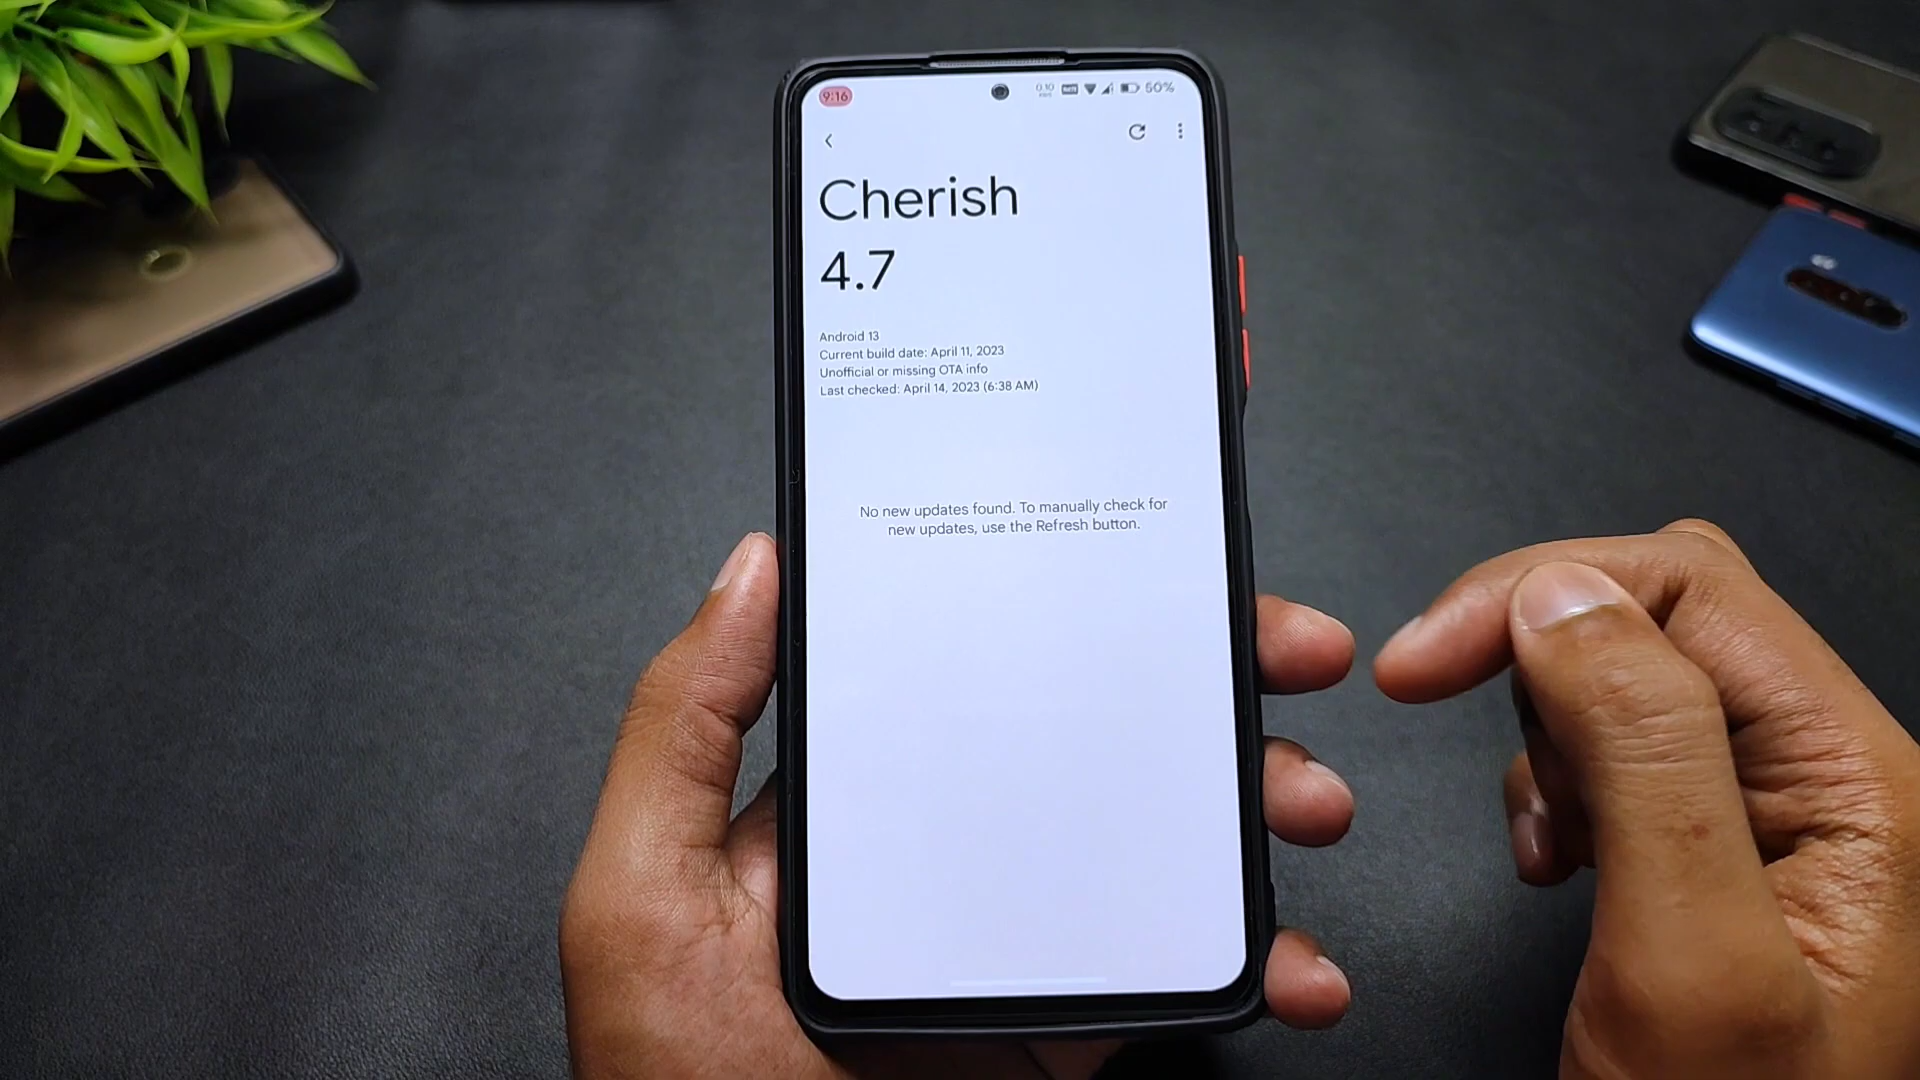 9:16
50%
Cherish
4.7
Android 13
Current build date: April 11, 2023
Unofficial or missing OTA info
Last checked: April 14, 2023 (6:38 AM)
No new updates found. To manually check for
new updates, use the Refresh button.